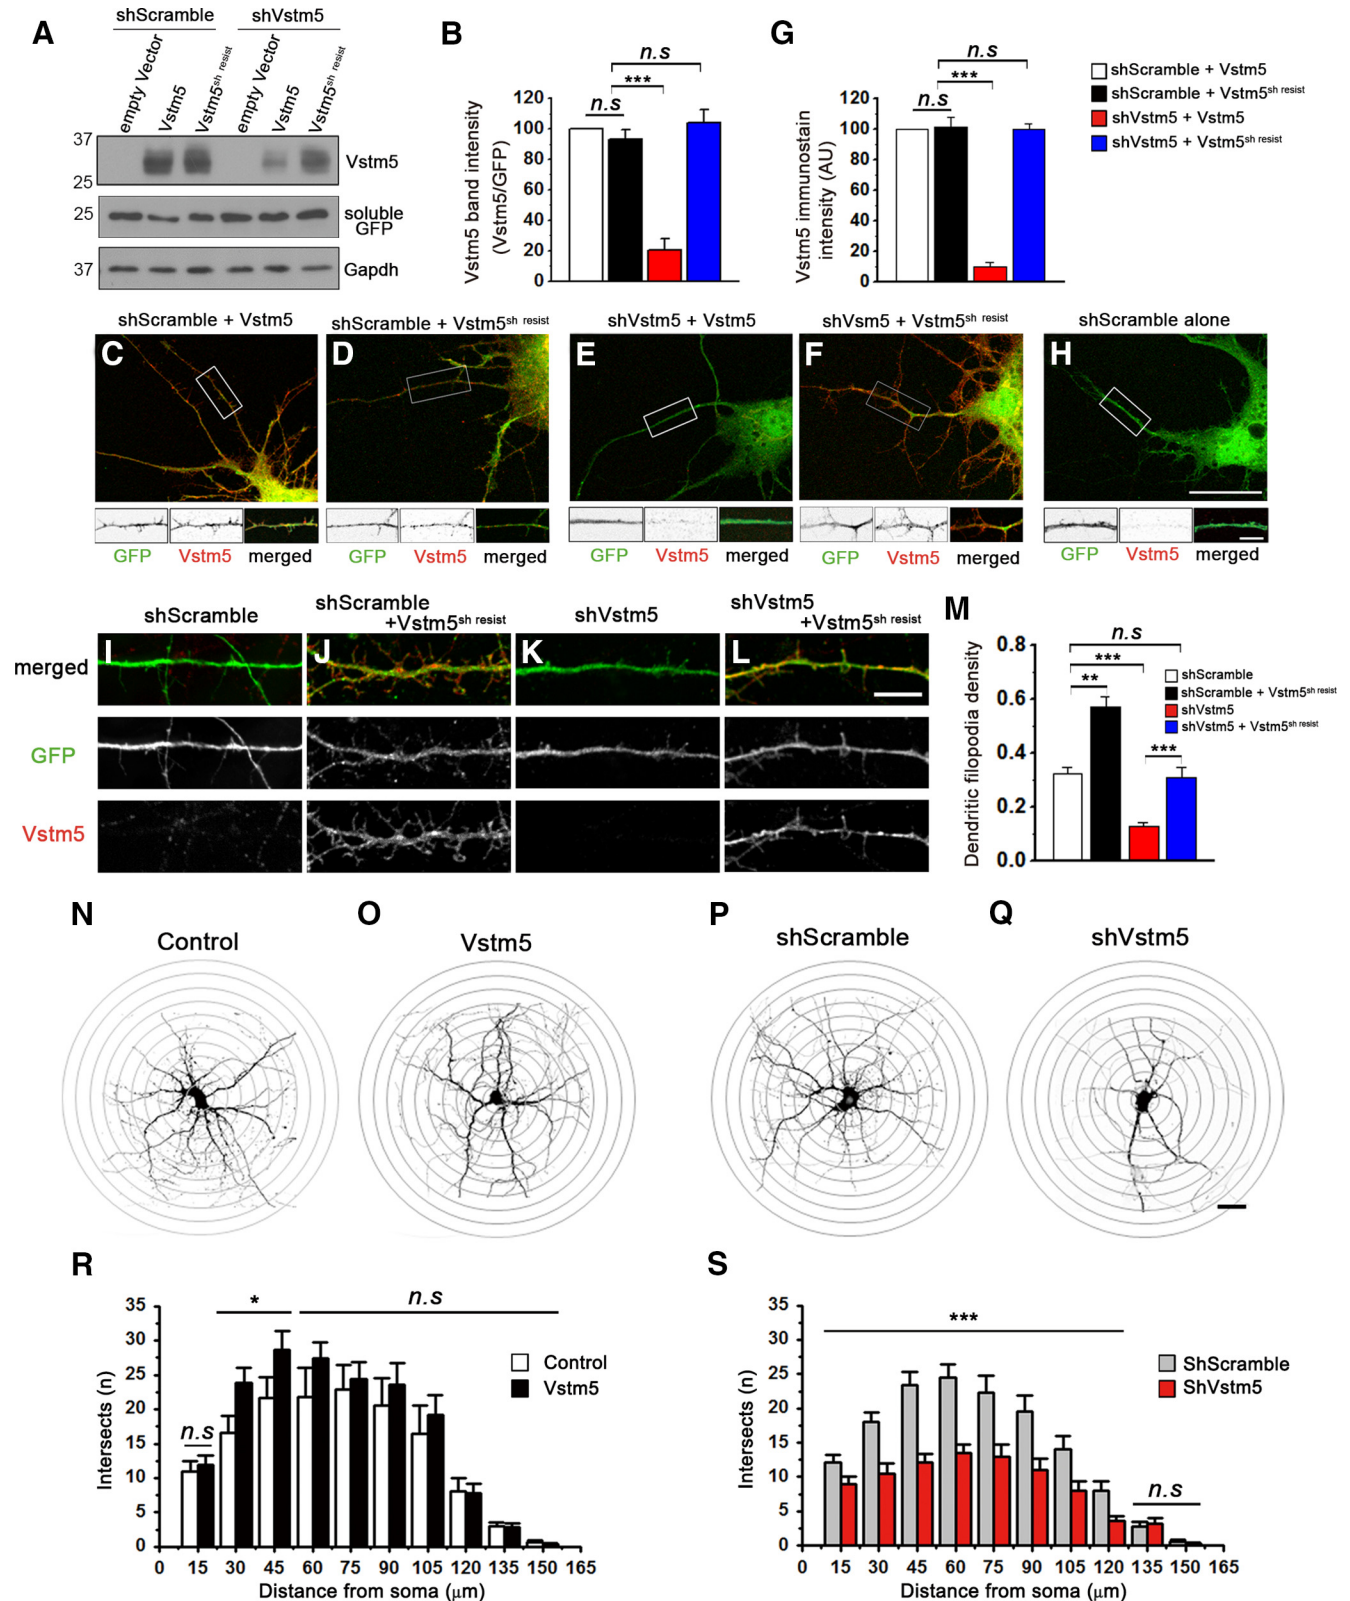 A
shScramble
shVstm5
empty Vector
Vstm5
Vstm5sh resist
empty Vector
Vstm5
Vstm5sh resist
37
25
Vstm5
25
soluble
GFP
37
Gapdh
B
Vstm5 band intensity
(Vstm5/GFP)
120
100
80
60
40
20
0
n.s
***
n.s
G
Vstm5 immunostain
intensity (AU)
120
100
80
60
40
20
0
n.s
***
n.s
shScramble + Vstm5
shScramble + Vstm5sh resist
shVstm5 + Vstm5
shVstm5 + Vstm5sh resist
shScramble + Vstm5
shScramble + Vstm5sh resist
shVstm5 + Vstm5
shVsm5 + Vstm5sh resist
shScramble alone
C
D
E
F
H
GFP Vstm5 merged
GFP Vstm5 merged
GFP Vstm5 merged
GFP Vstm5 merged
GFP Vstm5 merged
shScramble
shScramble
+Vstm5sh resist
shVstm5
shVstm5
+Vstm5sh resist
merged
GFP
Vstm5
I
J
K
L
M
Dendritic filopodia density
0.8
0.6
0.4
0.2
0.0
n.s
***
**
***
shScramble
shScramble + Vstm5sh resist
shVstm5
shVstm5 + Vstm5sh resist
N
Control
O
Vstm5
P
shScramble
Q
shVstm5
R
Intersects (n)
35
30
25
20
15
10
5
0
n.s
*
n.s
Control
Vstm5
0 15 30 45 60 75 90 105 120 135 150 165
Distance from soma (μm)
S
Intersects (n)
35
30
25
20
15
10
5
0
***
n.s
ShScramble
ShVstm5
0 15 30 45 60 75 90 105 120 135 150 165
Distance from soma (μm)